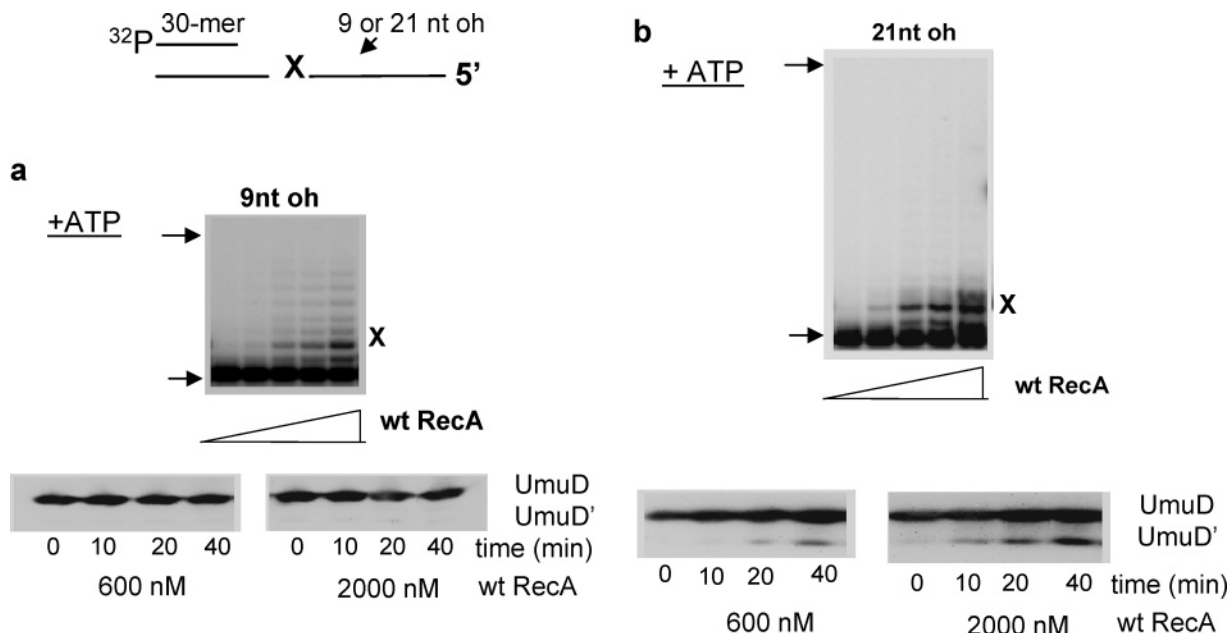 30-mer
9 or 21 nt oh
32P
X
5'
a
9nt oh
+ATP
X
wt RecA
UmuD
UmuD'
0 10 20 40 0 10 20 40 time (min)
600 nM 2000 nM wt RecA
b
21nt oh
+ ATP
X
wt RecA
UmuD
UmuD'
0 10 20 40 0 10 20 40 time (min)
600 nM 2000 nM wt RecA